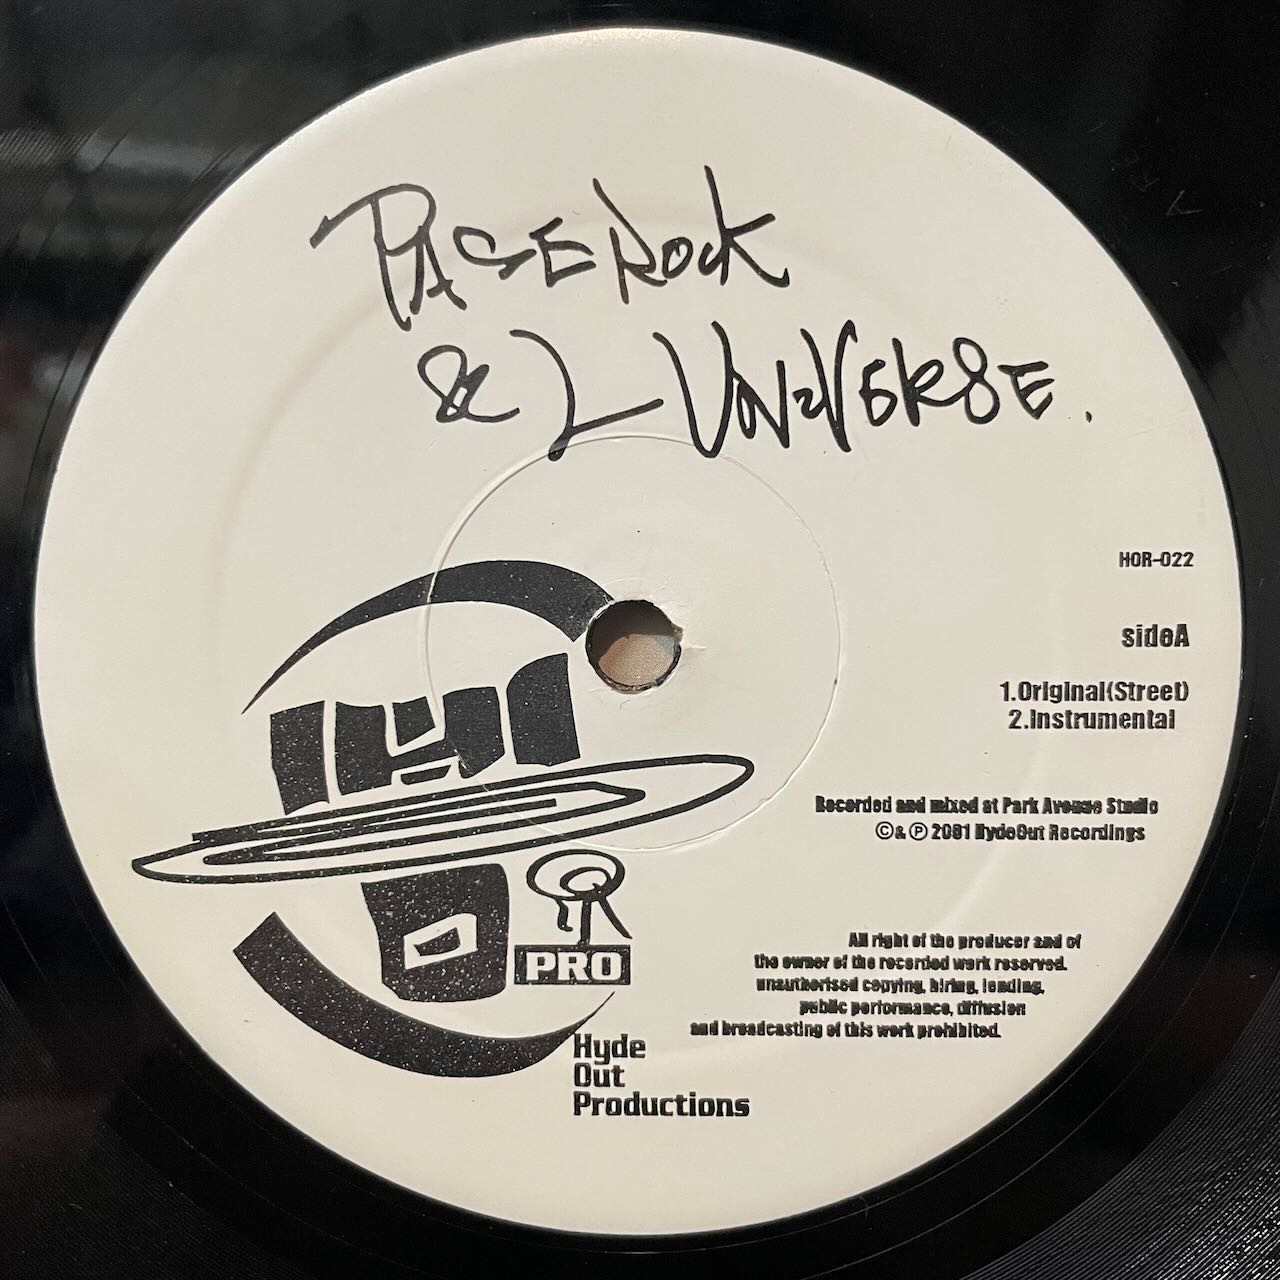 PASEROCK
& L UNIVERSE.
HOR-022
sideA
1.Original(Street)
2.Instrumental
Recorded and mixed at Park Avenue Studio
©& ℗ 2001 HydeOut Recordings
PRO
All right of the producer and of
the owner of the recorded work reserved.
unauthorised copying, hiring, lending,
public performance, diffusion
and broadcasting of this work prohibited.
Hyde
Out
Productions